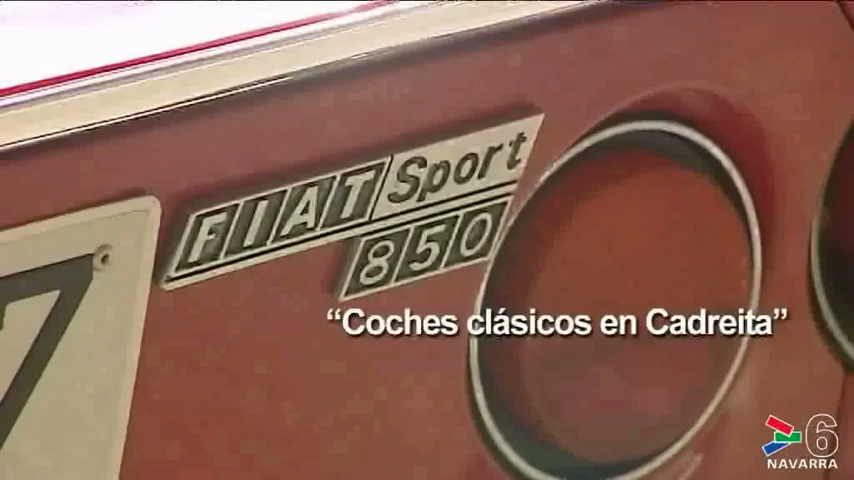 FIAT Sport
850
“Coches clásicos en Cadreita”
6
NAVARRA